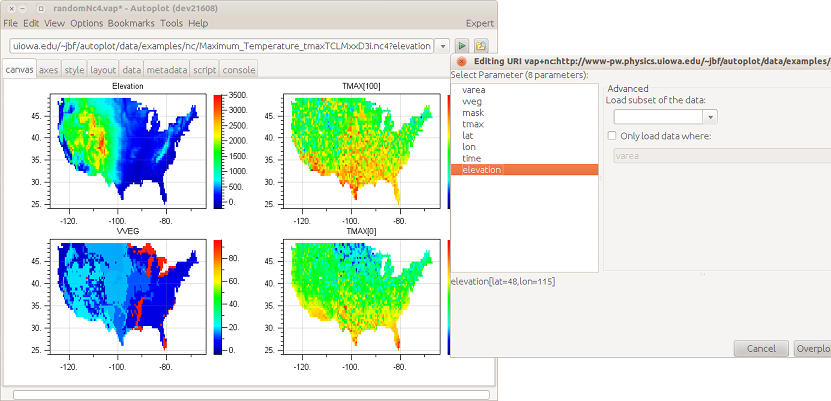 randomNc4.vap* - Autoplot (dev21608)
File Edit View Options Bookmarks Tools Help Expert
uiowa.edu/~jbf/autoplot/data/examples/nc/Maximum_Temperature_tmaxTCLMxxD3i.nc4?elevation
canvas axes style layout data metadata script console
Elevation
45.
40.
35.
30.
25.
-120. -100. -80.
3500.
3000.
2500.
2000.
1500.
1000.
500.
0.
TMAX[100]
45.
40.
35.
30.
25.
-120. -100. -80.
VVEG
45.
40.
35.
30.
25.
-120. -100. -80.
80.
60.
40.
20.
0.
TMAX[0]
45.
40.
35.
30.
25.
-120. -100. -80.
Editing URI vap+nc:http://www-pw.physics.uiowa.edu/~jbf/autoplot/data/examples/
Select Parameter (8 parameters):
varea
vveg
mask
tmax
lat
lon
time
elevation
Advanced
Load subset of the data:
Only load data where:
varea
elevation[lat=48,lon=115]
Cancel Overplo